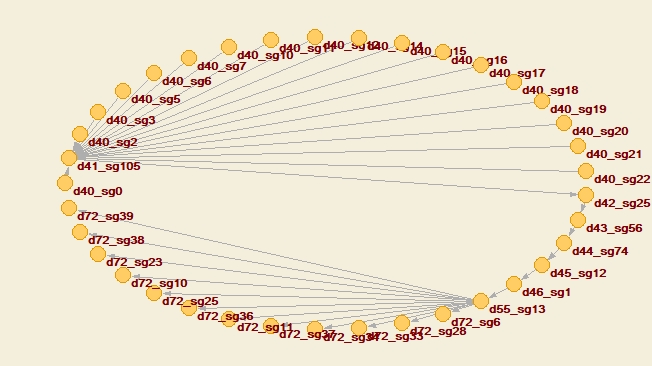 d40_sg11
d40_sg12
d40_sg14
d40_sg15
d40_sg10
d40_sg16
d40_sg7
d40_sg17
d40_sg6
d40_sg18
d40_sg5
d40_sg19
d40_sg3
d40_sg20
d40_sg2
d40_sg21
d41_sg105
d40_sg22
d40_sg0
d42_sg25
d72_sg39
d43_sg56
d72_sg38
d44_sg74
d72_sg23
d45_sg12
d72_sg10
d46_sg1
d72_sg25
d55_sg13
d72_sg36
d72_sg6
d72_sg11
d72_sg28
d72_sg37
d72_sg34
d72_sg33